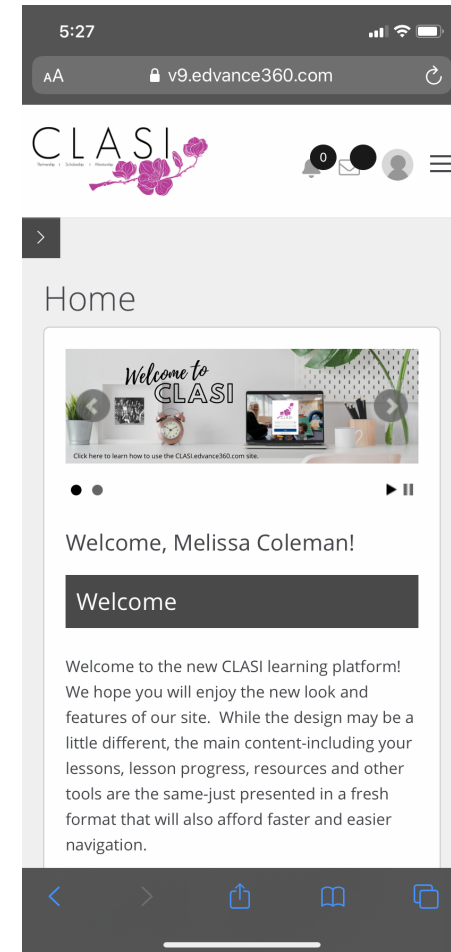 5:27
AA v9.edvance360.com
CLASI
Partnership | Scholarship | Mentorship
0
Home
Welcome to
CLASI
Click here to learn how to use the CLASI.edvance360.com site.
Welcome, Melissa Coleman!
Welcome
Welcome to the new CLASI learning platform!
We hope you will enjoy the new look and
features of our site. While the design may be a
little different, the main content-including your
lessons, lesson progress, resources and other
tools are the same-just presented in a fresh
format that will also afford faster and easier
navigation.